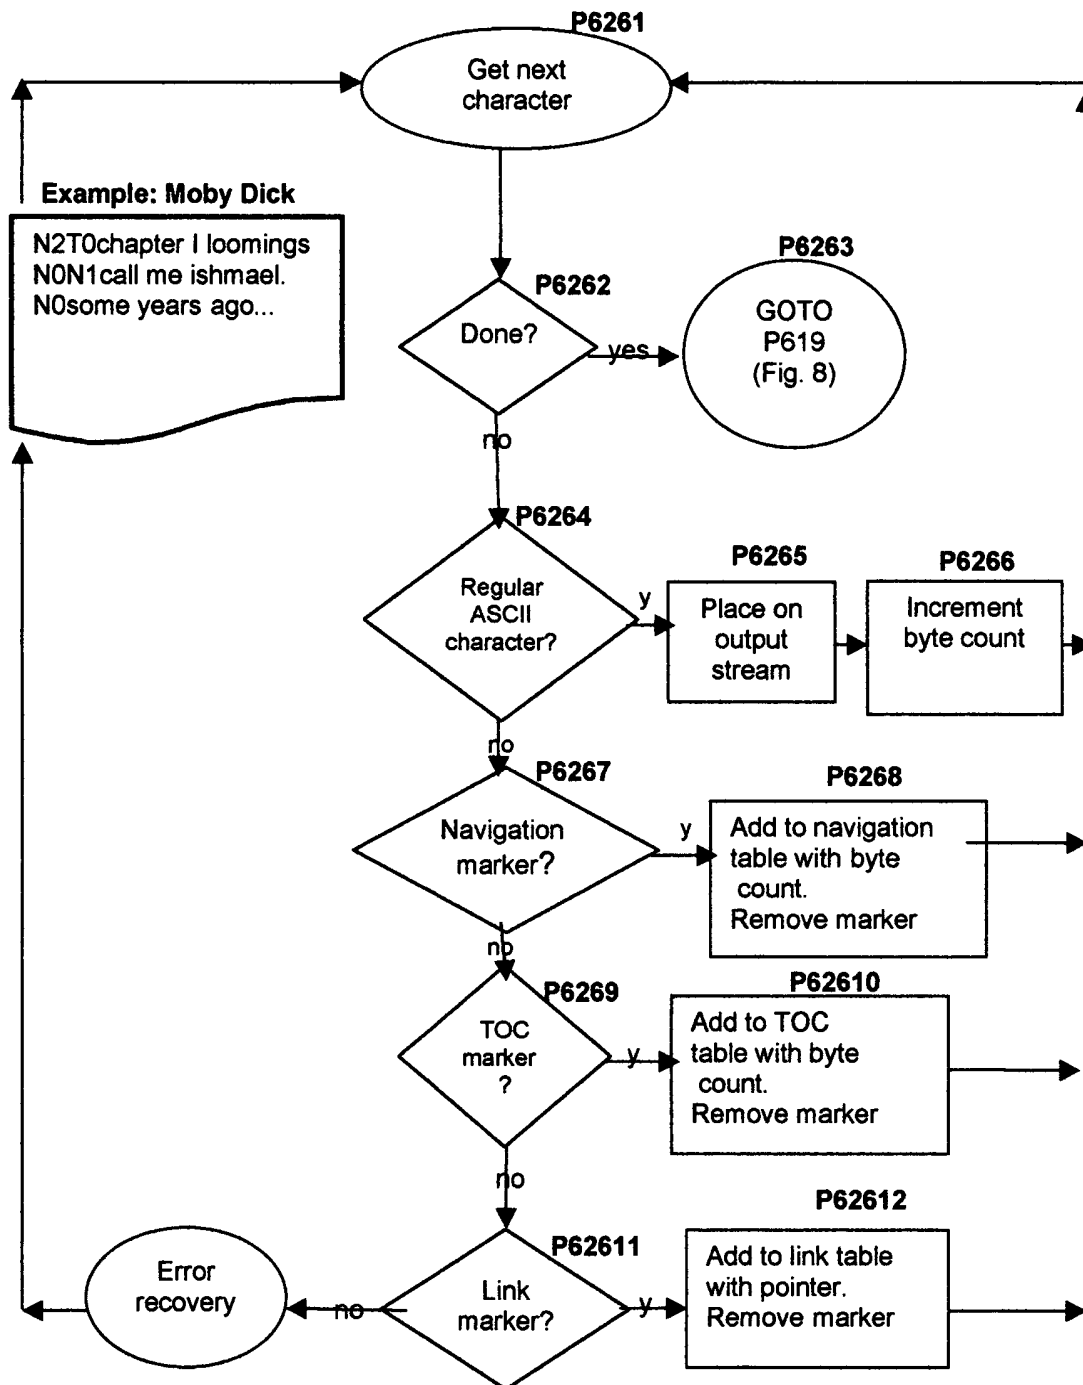 P6261
Get next
character
Example: Moby Dick
N2T0chapter I loomings
N0N1call me ishmael.
N0some years ago...
P6262
Done?
yes
P6263
GOTO
P619
(Fig. 8)
no
P6264
Regular
ASCII
character?
y
P6265
Place on
output
stream
P6266
Increment
byte count
no
P6267
Navigation
marker?
y
P6268
Add to navigation
table with byte
count.
Remove marker
no
P6269
TOC
marker
?
y
P62610
Add to TOC
table with byte
count.
Remove marker
no
P62611
Link
marker?
y
P62612
Add to link table
with pointer.
Remove marker
no
Error
recovery